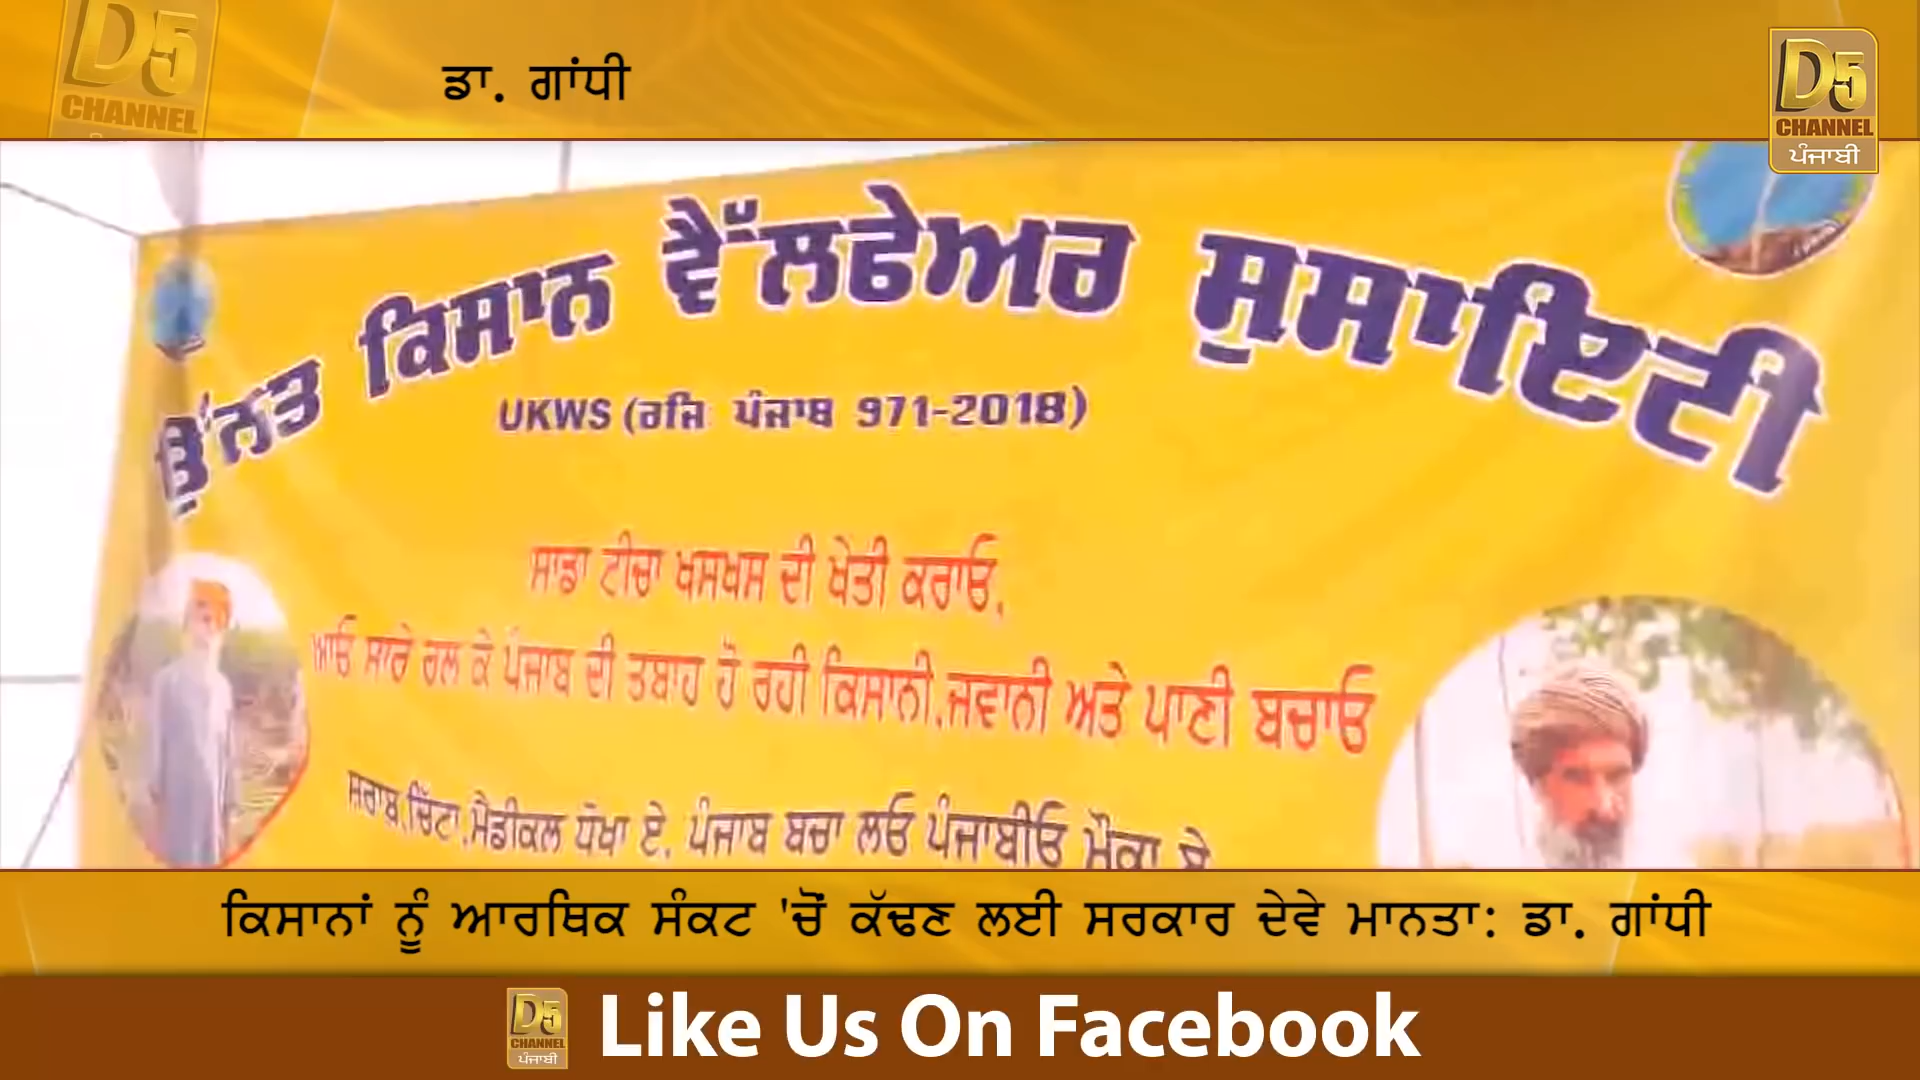 D5
CHANNEL
ਡਾ. ਗਾਂਧੀ
D5
CHANNEL
ਪੰਜਾਬੀ
ਉੱਨਤ ਕਿਸਾਨ ਵੈੱਲਫੇਅਰ ਸੁਸਾਇਟੀ
UKWS (ਰਜਿ: ਪੰਜਾਬ 971-2018)
ਸਾਡਾ ਟੀਚਾ ਖਸਖਸ ਦੀ ਖੇਤੀ ਕਰਾਓ,
ਆਓ ਸਾਰੇ ਰਲ ਕੇ ਪੰਜਾਬ ਦੀ ਤਬਾਹ ਹੋ ਰਹੀ ਕਿਸਾਨੀ,ਜਵਾਨੀ ਅਤੇ ਪਾਣੀ ਬਚਾਓ
ਸ਼ਰਾਬ,ਚਿੱਟਾ,ਮੈਡੀਕਲ ਧੋਖਾ ਏ, ਪੰਜਾਬ ਬਚਾ ਲਓ ਪੰਜਾਬੀਓ ਮੌਕਾ ਏ
ਕਿਸਾਨਾਂ ਨੂੰ ਆਰਥਿਕ ਸੰਕਟ 'ਚੋਂ ਕੱਢਣ ਲਈ ਸਰਕਾਰ ਦੇਵੇ ਮਾਨਤਾ: ਡਾ. ਗਾਂਧੀ
D5
CHANNEL
ਪੰਜਾਬੀ
Like Us On Facebook